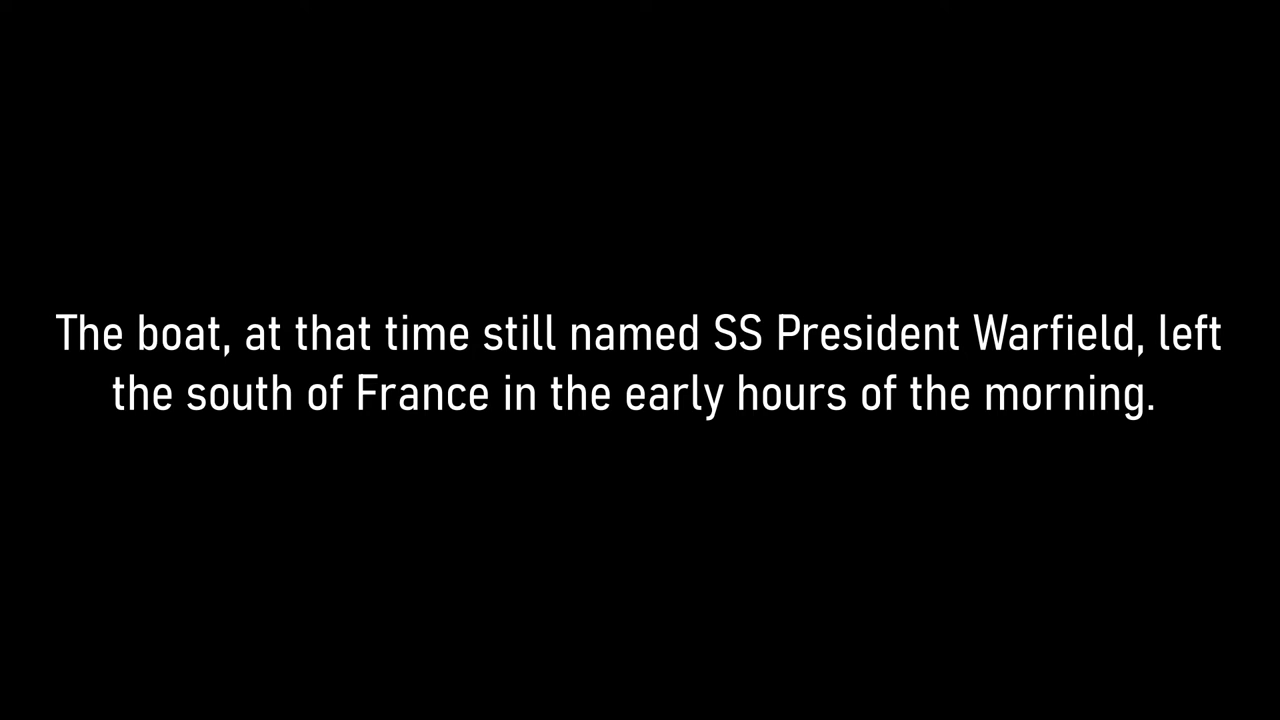 The boat, at that time still named SS President Warfield, left
the south of France in the early hours of the morning.